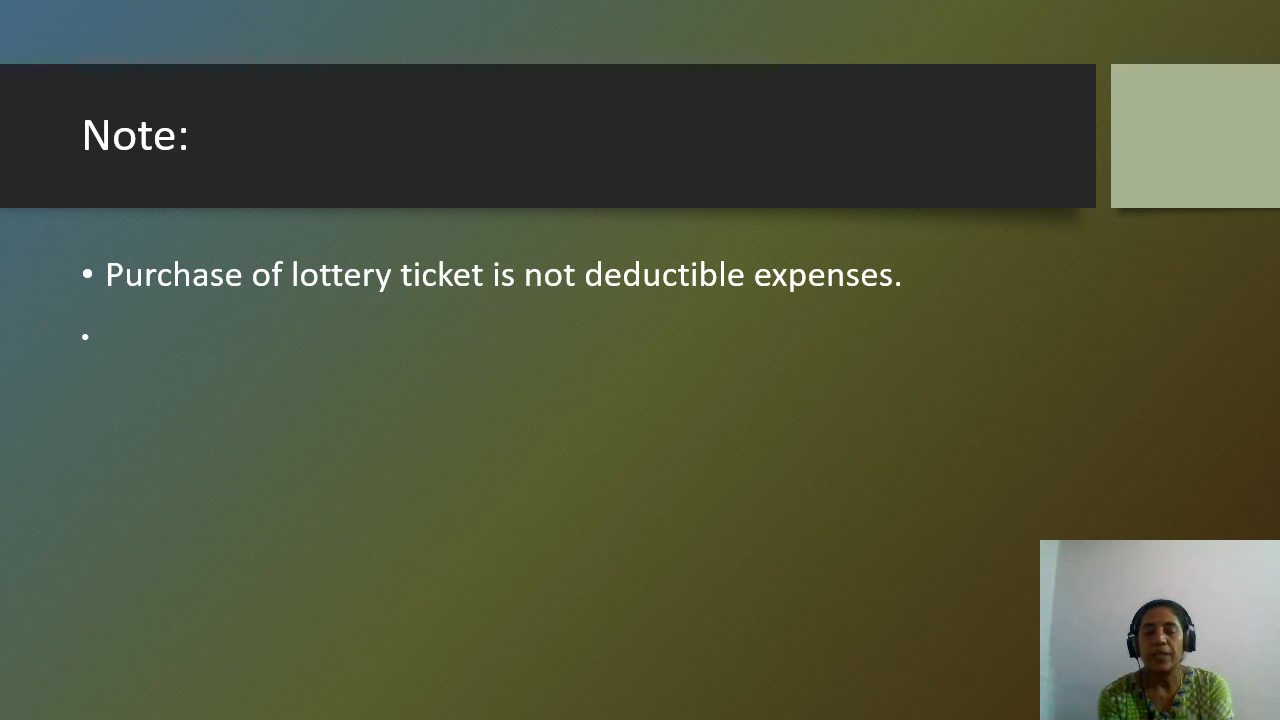 Note:
• Purchase of lottery ticket is not deductible expenses.
•